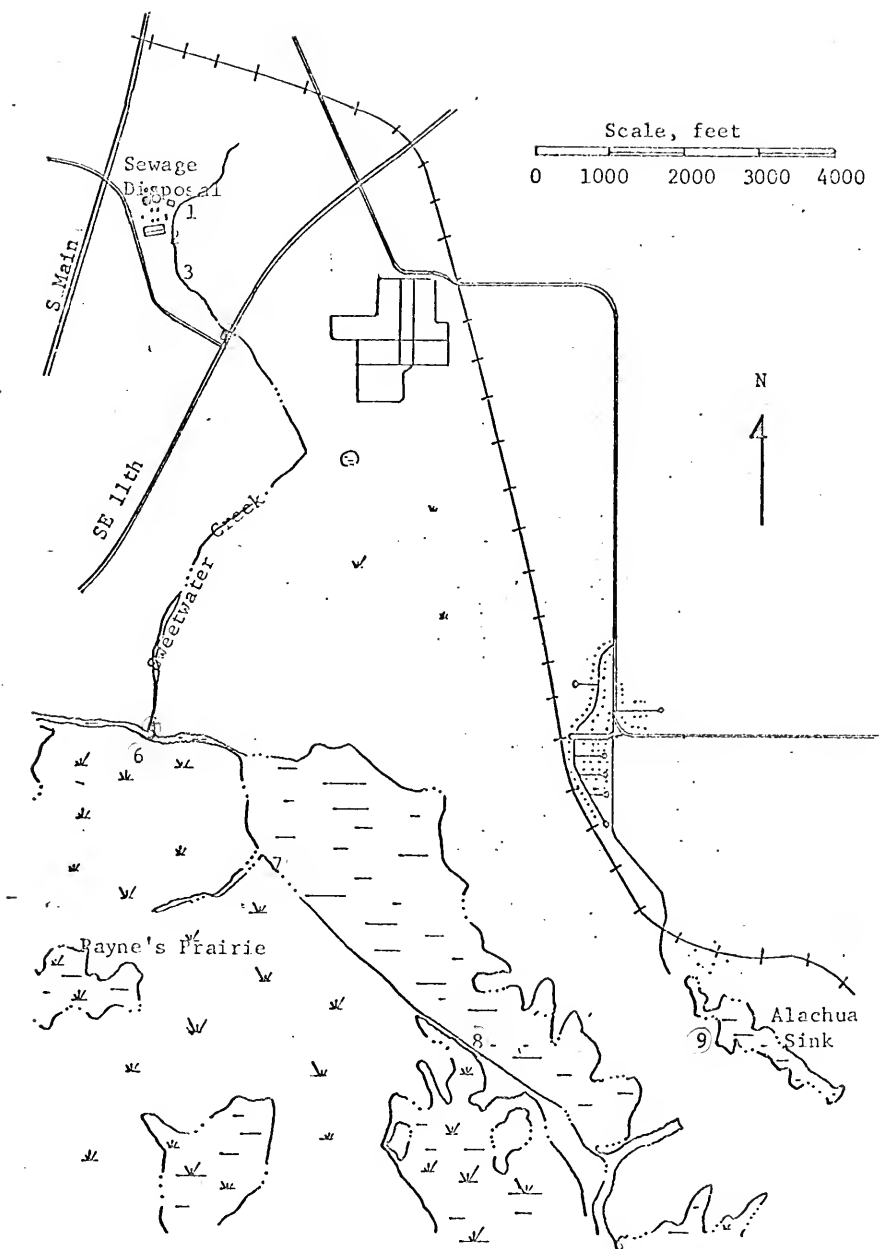 Scale, feet
0 1000 2000 3000 4000
Sewage
Disposal
1
2
3
S Main
N
SE 11th
Sweetwater Creek
6
7
Payne's Prairie
8
9
Alachua
Sink